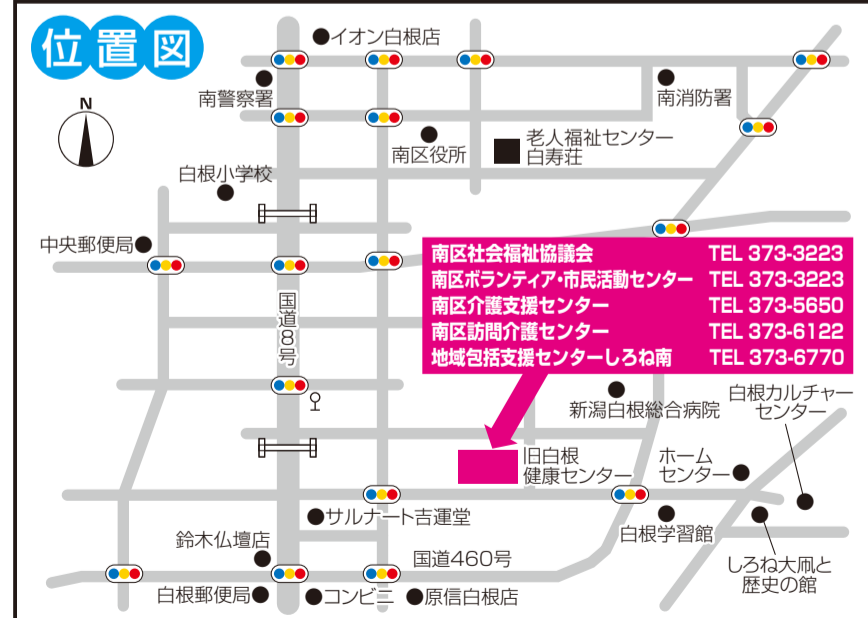 位置図
N
イオン白根店
南警察署
南消防署
南区役所
老人福祉センター
白寿荘
白根小学校
中央郵便局
南区社会福祉協議会 TEL 373-3223
南区ボランティア・市民活動センター TEL 373-3223
南区介護支援センター TEL 373-5650
南区訪問介護センター TEL 373-6122
地域包括支援センターしろね南 TEL 373-6770
国道8号
新潟白根総合病院
白根カルチャー
センター
旧白根
健康センター
ホーム
センター
サルナート吉運堂
白根学習館
鈴木仏壇店
国道460号
しろね大凧と
歴史の館
白根郵便局
コンビニ
原信白根店